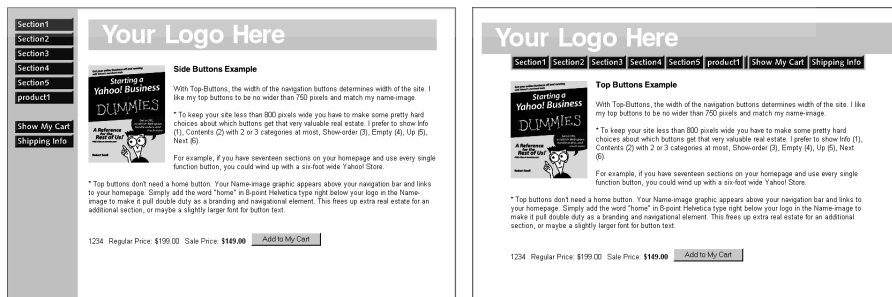 Section1
Section2
Section3
Section4
Section5
product1
Show My Cart
Shipping Info
Your Logo Here
Starting a
Yahoo! Business
DUMMIES
A Reference
for the
Rest of Us!
Side Buttons Example
With Top-Buttons, the width of the navigation buttons determines width of the site. I
like my top buttons to be no wider than 750 pixels and match my name-image.
* To keep your site less than 800 pixels wide you have to make some pretty hard
choices about which buttons get that very valuable real estate. I prefer to show Info
(1), Contents (2) with 2 or 3 categories at most, Show-order (3), Empty (4), Up (5),
Next (6).
For example, if you have seventeen sections on your homepage and use every single
function button, you could wind up with a six-foot wide Yahoo! Store.
* Top buttons don't need a home button. Your Name-image graphic appears above your navigation bar and links
to your homepage. Simply add the word "home" in 8-point Helvetica type right below your logo in the Name-
image to make it pull double duty as a branding and navigational element. This frees up extra real estate for an
additional section, or maybe a slightly larger font for button text.
1234 Regular Price: $199.00 Sale Price: $149.00 Add to My Cart
Your Logo Here
Section1 Section2 Section3 Section4 Section5 product1 Show My Cart Shipping Info
Starting a
Yahoo! Business
DUMMIES
A Reference
for the
Rest of Us!
Top Buttons Example
With Top-Buttons, the width of the navigation buttons determines width of the site. I like
my top buttons to be no wider than 750 pixels and match my name-image.
* To keep your site less than 800 pixels wide you have to make some pretty hard
choices about which buttons get that very valuable real estate. I prefer to show Info (1),
Contents (2) with 2 or 3 categories at most, Show-order (3), Empty (4), Up (5), Next
(6).
For example, if you have seventeen sections on your homepage and use every single
function button, you could wind up with a six-foot wide Yahoo! Store.
* Top buttons don't need a home button. Your Name-image graphic appears above your navigation bar and links to
your homepage. Simply add the word "home" in 8-point Helvetica type right below your logo in the Name-image to
make it pull double duty as a branding and navigational element. This frees up extra real estate for an additional
section, or maybe a slightly larger font for button text.
1234 Regular Price: $199.00 Sale Price: $149.00 Add to My Cart